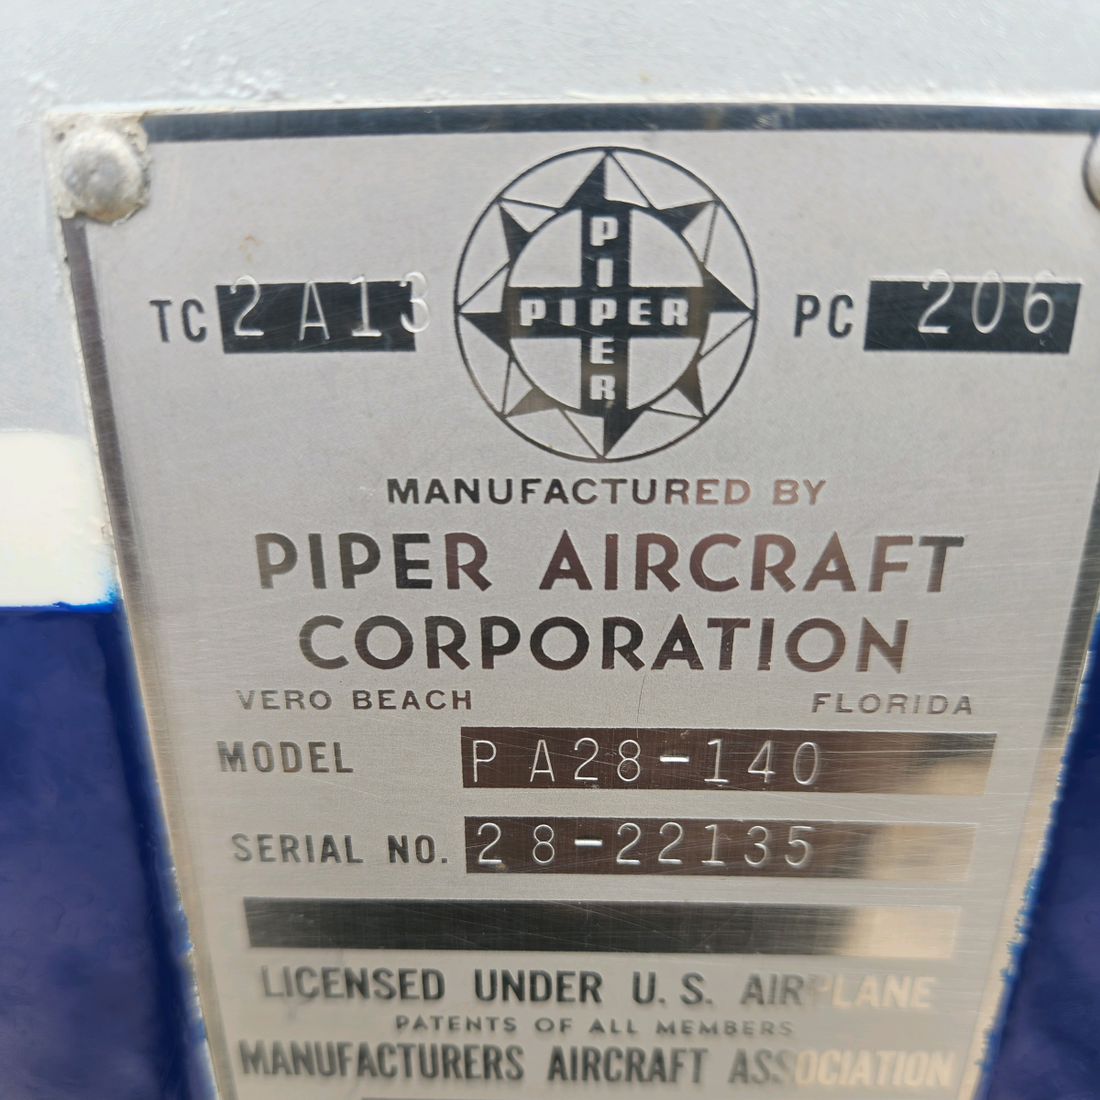 PIPER
PIPER
TC 2A13
PC 206
MANUFACTURED BY
PIPER AIRCRAFT
CORPORATION
VERO BEACH FLORIDA
MODEL PA28-140
SERIAL NO. 28-22135
LICENSED UNDER U.S. AIRPLANE
PATENTS OF ALL MEMBERS
MANUFACTURERS AIRCRAFT ASSOCIATION